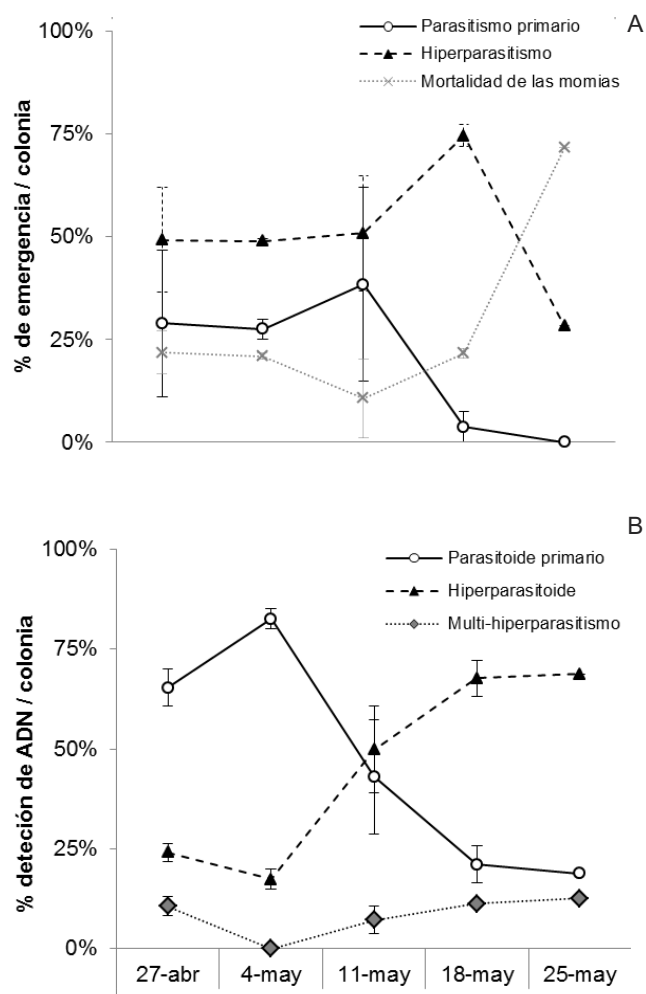 A
100%
Parasitismo primario
Hiperparasitismo
Mortalidad de las momias
75%
50%
25%
0%
% de emergencia / colonia
B
100%
Parasitoide primario
Hiperparasitoide
Multi-hiperparasitismo
75%
50%
25%
0%
% deteción de ADN / colonia
27-abr 4-may 11-may 18-may 25-may